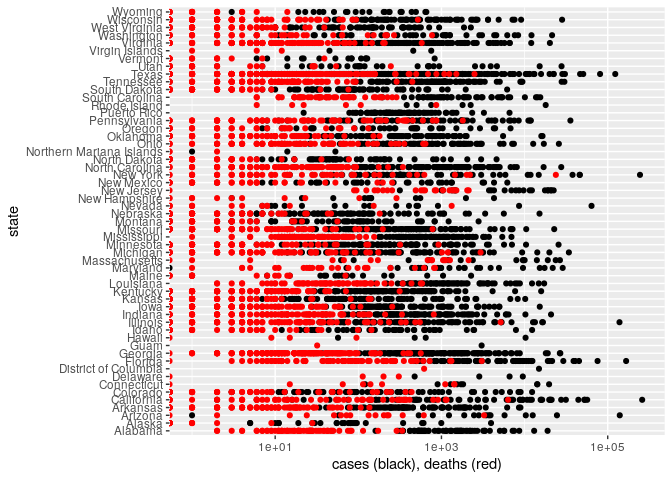 Wyoming
Wisconsin
West Virginia
Washington
Virginia
Virgin Islands
Vermont
Utah
Texas
Tennessee
South Dakota
South Carolina
Rhode Island
Puerto Rico
Pennsylvania
Oregon
Oklahoma
Ohio
Northern Mariana Islands
North Dakota
North Carolina
New York
New Mexico
New Jersey
New Hampshire
Nevada
Nebraska
Montana
Missouri
Mississippi
Minnesota
Michigan
Massachusetts
Maryland
Maine
Louisiana
Kentucky
Kansas
Iowa
Indiana
Illinois
Idaho
Hawaii
Guam
Georgia
Florida
District of Columbia
Delaware
Connecticut
Colorado
California
Arkansas
Arizona
Alaska
Alabama
state
1e+01 1e+03 1e+05
cases (black), deaths (red)